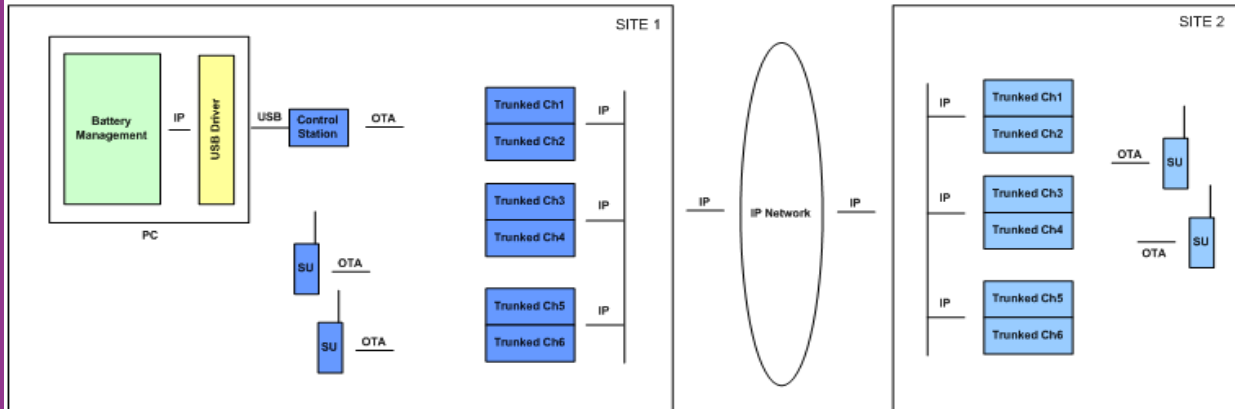 SITE 1
Battery
Management
IP
USB Driver
USB
Control
Station
OTA
PC
SU
OTA
SU
OTA
Trunked Ch1
Trunked Ch2
IP
Trunked Ch3
Trunked Ch4
IP
Trunked Ch5
Trunked Ch6
IP
IP
IP Network
IP
SITE 2
IP
Trunked Ch1
Trunked Ch2
IP
Trunked Ch3
Trunked Ch4
IP
Trunked Ch5
Trunked Ch6
OTA
SU
OTA
SU